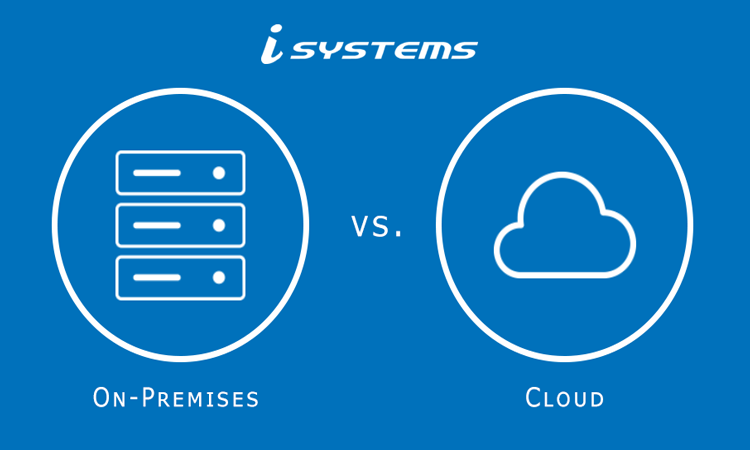 i SYSTEMS
vs.
On-Premises
Cloud